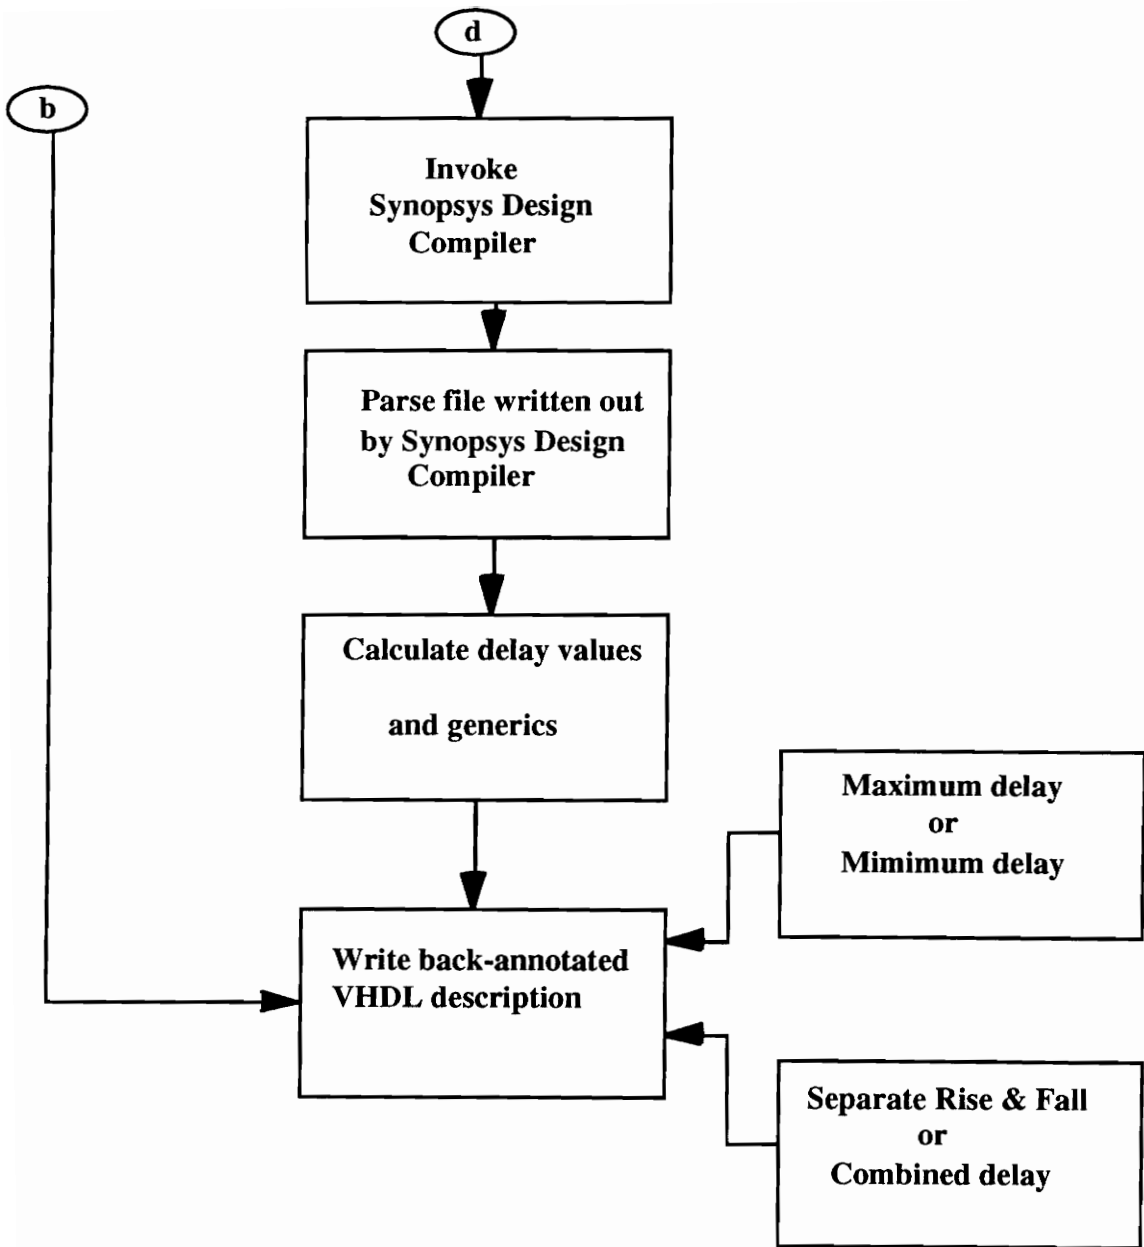 d
b
Invoke
Synopsys Design
Compiler
Parse file written out
by Synopsys Design
Compiler
Calculate delay values
and generics
Maximum delay
or
Mimimum delay
Write back-annotated
VHDL description
Separate Rise & Fall
or
Combined delay